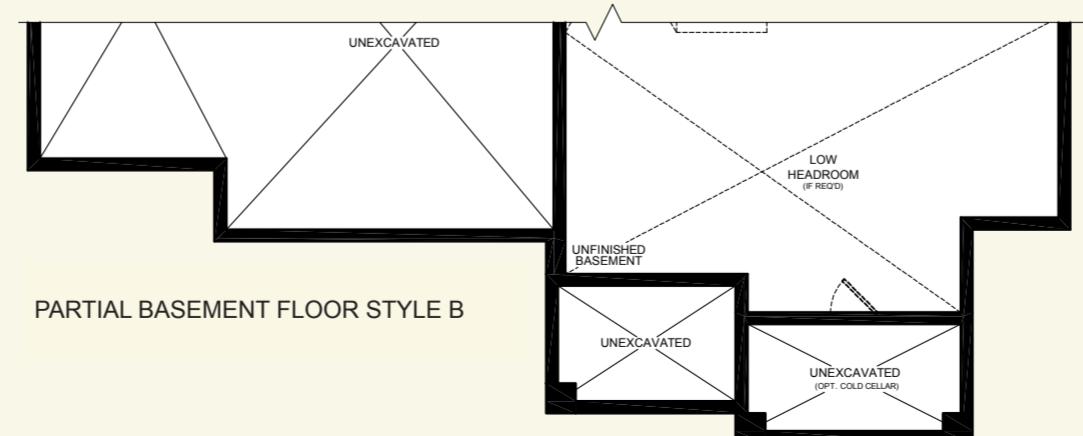 UNEXCAVATED
LOW
HEADROOM
(IF REQ'D)
UNFINISHED
BASEMENT
PARTIAL BASEMENT FLOOR STYLE B
UNEXCAVATED
UNEXCAVATED
(OPT. COLD CELLAR)